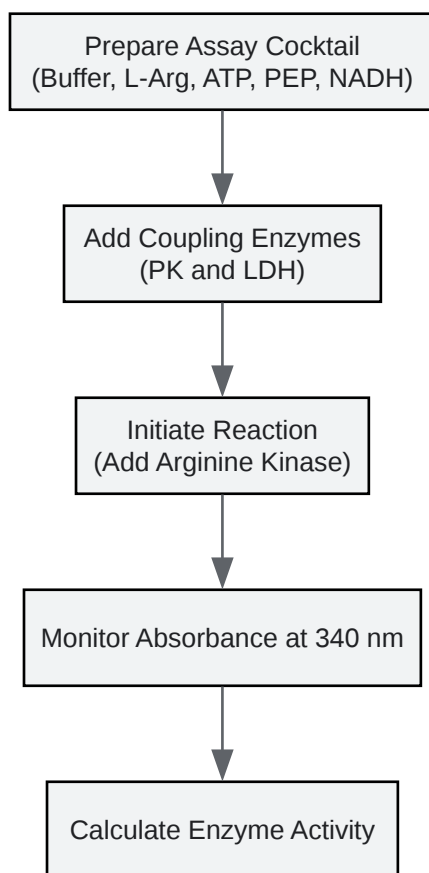 Prepare Assay Cocktail
(Buffer, L-Arg, ATP, PEP, NADH)
Add Coupling Enzymes
(PK and LDH)
Initiate Reaction
(Add Arginine Kinase)
Monitor Absorbance at 340 nm
Calculate Enzyme Activity